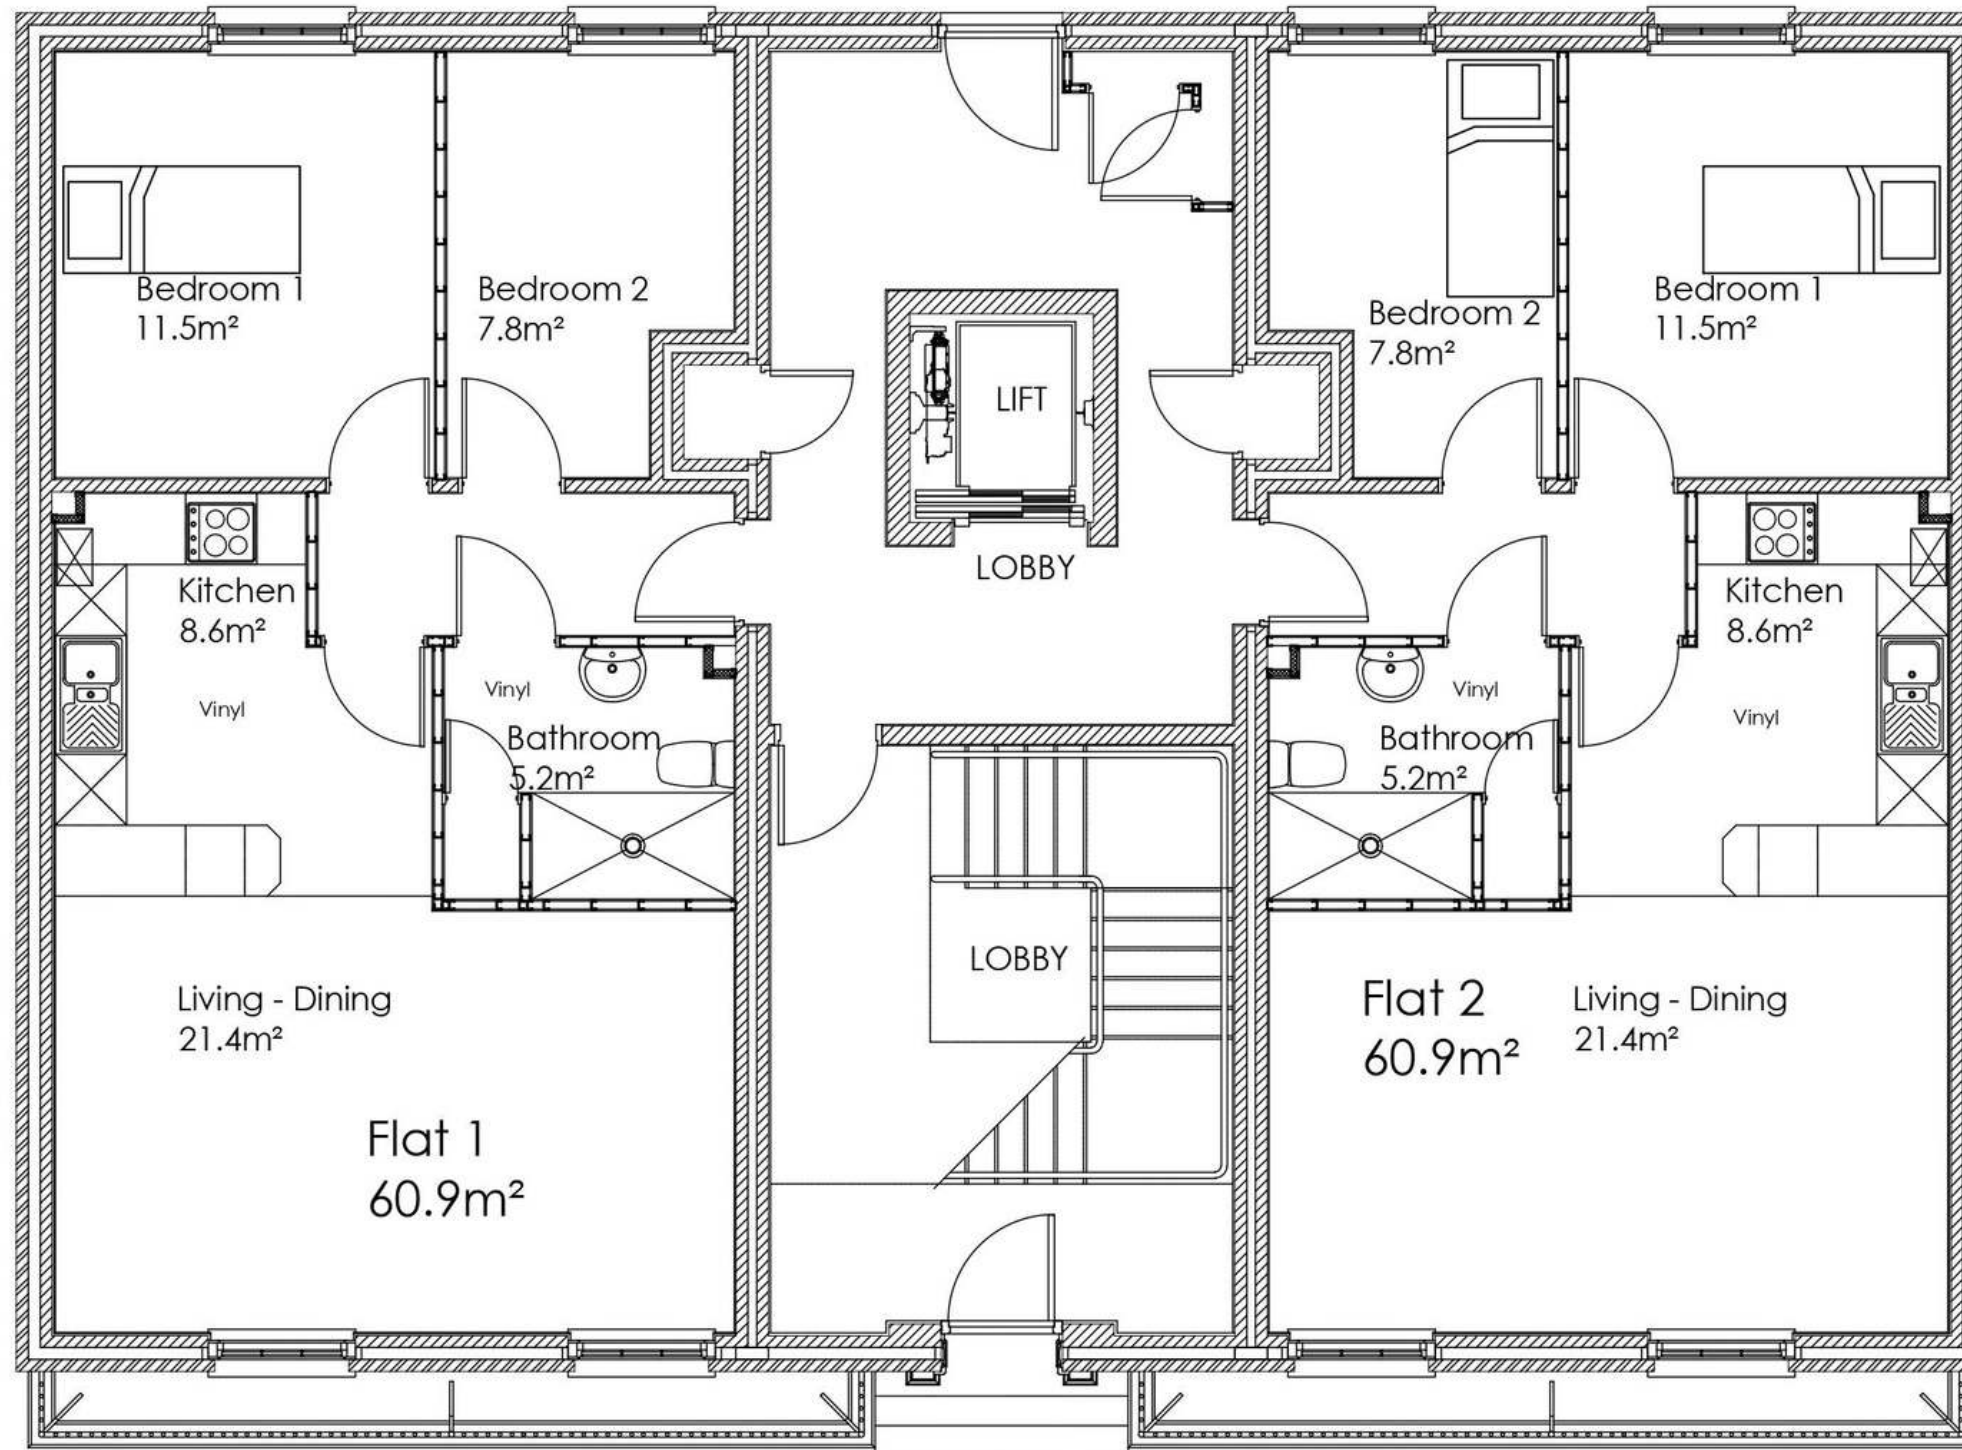 Bedroom 1
11.5m²
Bedroom 2
7.8m²
LIFT
Bedroom 2
7.8m²
Bedroom 1
11.5m²
LOBBY
Kitchen
8.6m²
Vinyl
Vinyl
Bathroom
5.2m²
Vinyl
Bathroom
5.2m²
Kitchen
8.6m²
Vinyl
LOBBY
Living - Dining
21.4m²
Flat 1
60.9m²
Flat 2
60.9m²
Living - Dining
21.4m²